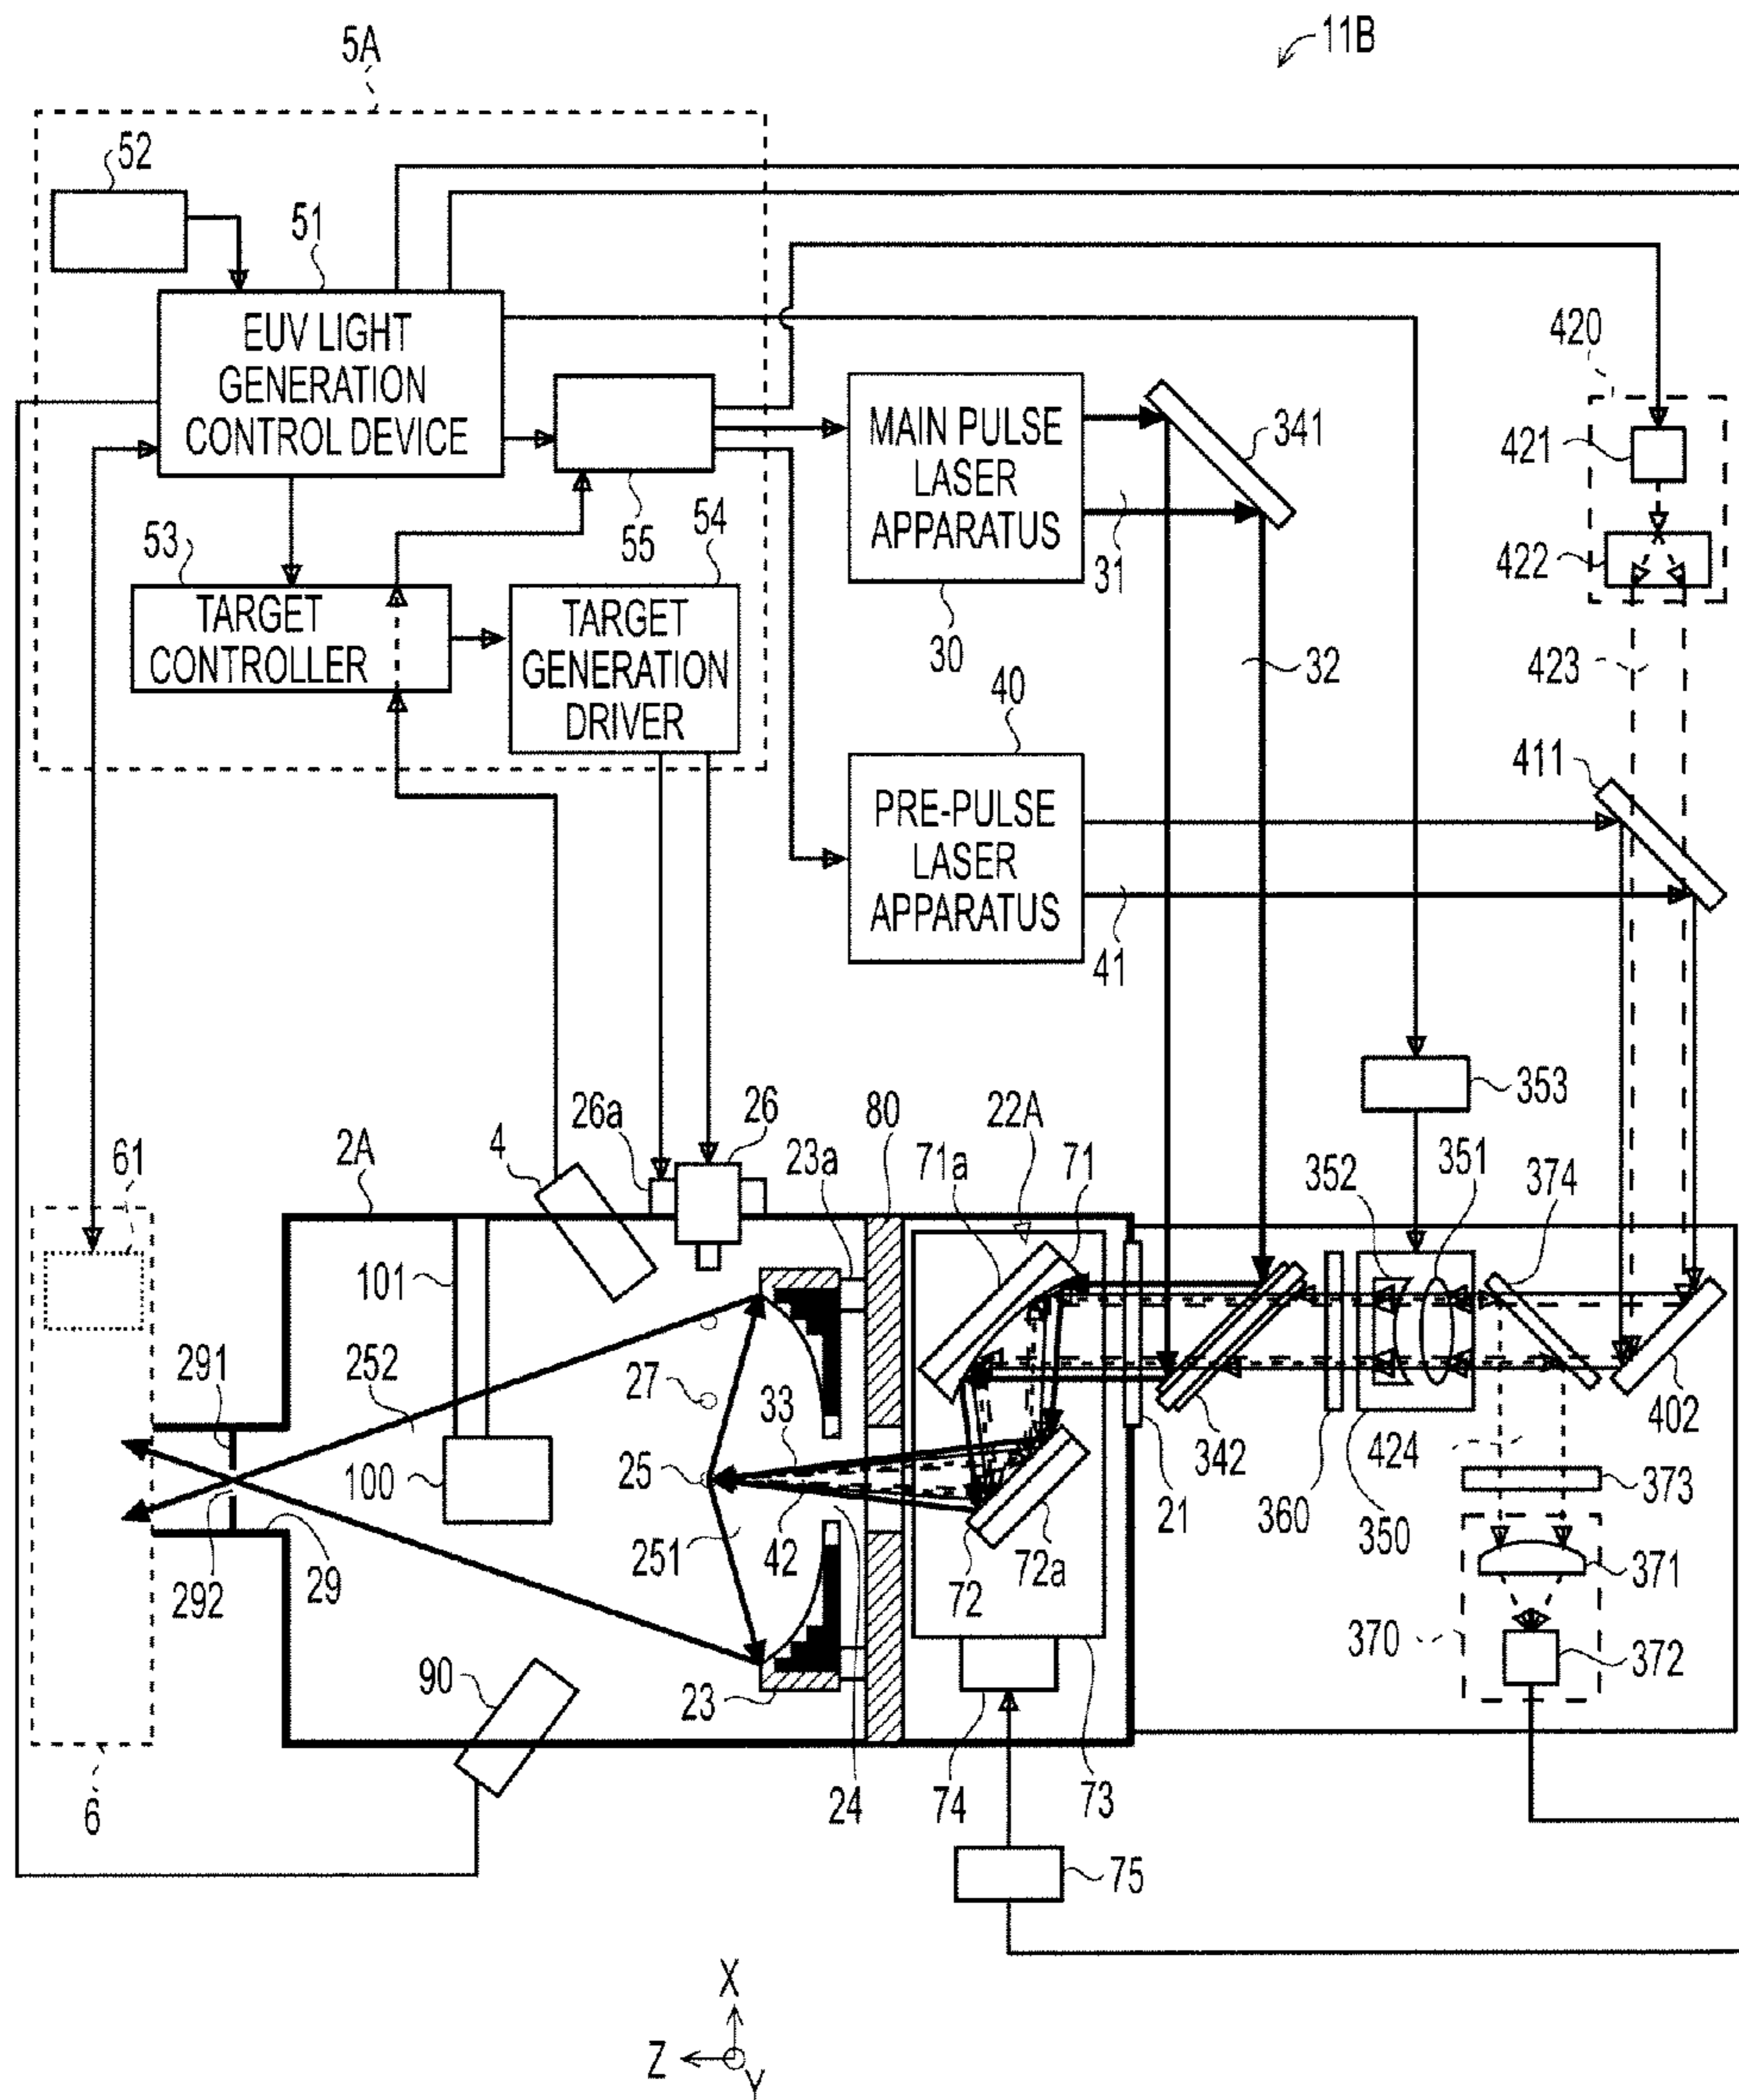 11B
5A
52
51
EUV LIGHT
GENERATION
CONTROL DEVICE
420
341
421
MAIN PULSE
LASER
APPARATUS
55
54
53
31
422
TARGET
CONTROLLER
TARGET
GENERATION
DRIVER
30
32
423
40
411
PRE-PULSE
LASER
APPARATUS
41
353
26a
26
80
22A
2A
4
23a
71a
71
352
351
374
61
101
291
252
27
33
402
342
424
25
100
373
21
360
350
251
42
72a
371
292
29
72
370
372
90
23
24
74
73
6
75
X
Z
Y